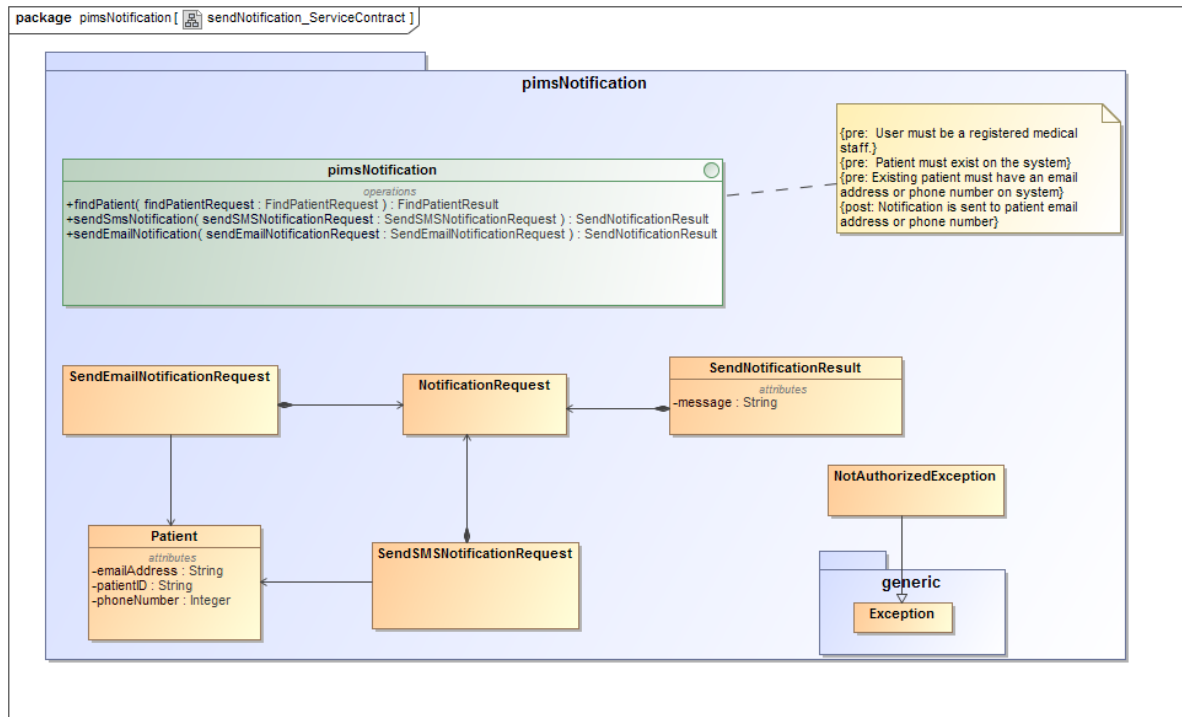 package pimsNotification [ sendNotification_ServiceContract ]
pimsNotification
{pre:  User must be a registered medical
staff.}
{pre:  Patient must exist on the system}
{pre: Existing patient must have an email
address or phone number on system}
{post: Notification is sent to patient email
address or phone number}
pimsNotification
operations
+findPatient( findPatientRequest : FindPatientRequest ) : FindPatientResult
+sendSmsNotification( sendSMSNotificationRequest : SendSMSNotificationRequest ) : SendNotificationResult
+sendEmailNotification( sendEmailNotificationRequest : SendEmailNotificationRequest ) : SendNotificationResult
SendEmailNotificationRequest
NotificationRequest
SendNotificationResult
attributes
-message : String
NotAuthorizedException
Patient
attributes
-emailAddress : String
-patientID : String
-phoneNumber : Integer
SendSMSNotificationRequest
generic
Exception